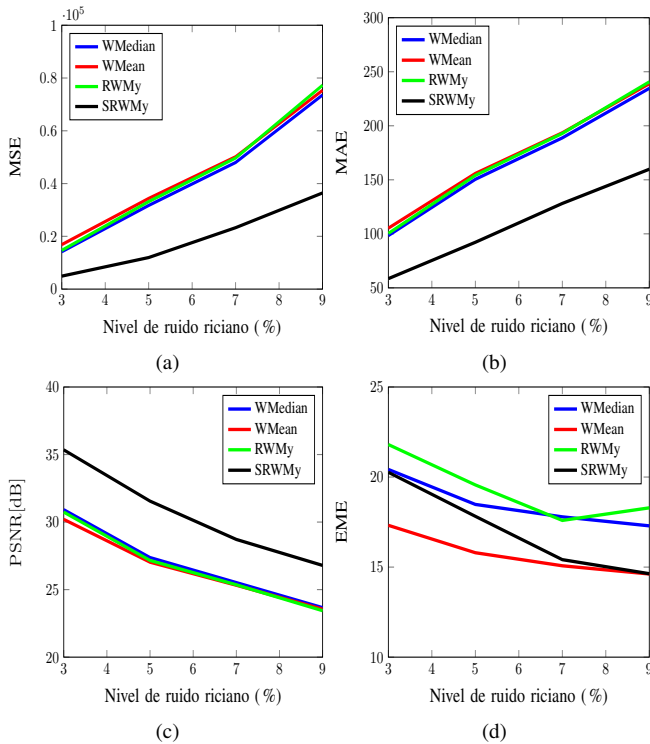 ·10⁵
1.1
1
0.8
0.6
0.4
0.2
0
MSE
WMedian
WMean
RWMy
SRWMy
3 4 5 6 7 8 9
Nivel de ruido riciano (%)
(a)
300
250
200
150
100
50
MAE
WMedian
WMean
RWMy
SRWMy
3 4 5 6 7 8 9
Nivel de ruido riciano (%)
(b)
40
35
30
25
20
PSNR[dB]
WMedian
WMean
RWMy
SRWMy
3 4 5 6 7 8 9
Nivel de ruido riciano (%)
(c)
25
20
15
10
EME
WMedian
WMean
RWMy
SRWMy
3 4 5 6 7 8 9
Nivel de ruido riciano (%)
(d)